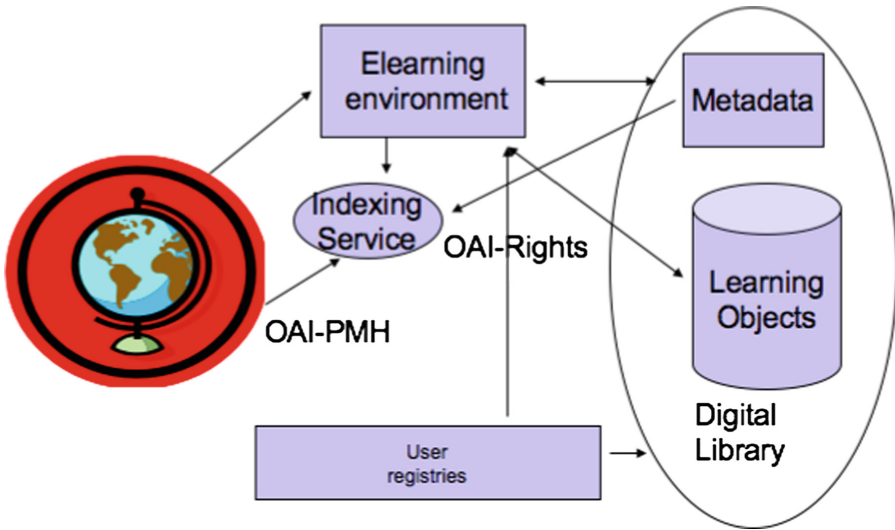 Elearning
environment
Metadata
Indexing
Service
OAI-Rights
OAI-PMH
Learning
Objects
Digital
Library
User
registries